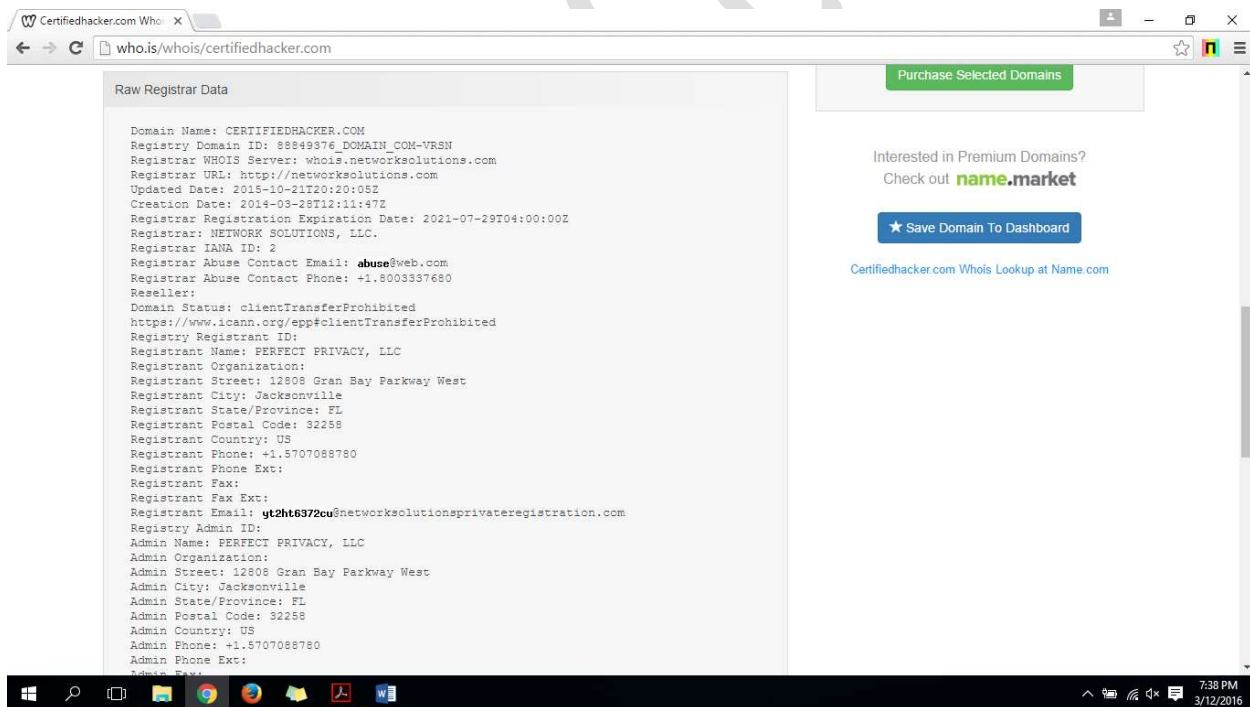 Certifiedhacker.com Who
who.is/whois/certifiedhacker.com
Raw Registrar Data
Domain Name: CERTIFIEDHACKER.COM
Registry Domain ID: 88849376_DOMAIN_COM-VRSN
Registrar WHOIS Server: whois.networksolutions.com
Registrar URL: http://networksolutions.com
Updated Date: 2015-10-21T20:20:05Z
Creation Date: 2014-03-28T12:11:47Z
Registrar Registration Expiration Date: 2021-07-29T04:00:00Z
Registrar: NETWORK SOLUTIONS, LLC.
Registrar IANA ID: 2
Registrar Abuse Contact Email: abuse@web.com
Registrar Abuse Contact Phone: +1.8003337680
Reseller:
Domain Status: clientTransferProhibited
https://www.icann.org/epp#clientTransferProhibited
Registry Registrant ID:
Registrant Name: PERFECT PRIVACY, LLC
Registrant Organization:
Registrant Street: 12808 Gran Bay Parkway West
Registrant City: Jacksonville
Registrant State/Province: FL
Registrant Postal Code: 32258
Registrant Country: US
Registrant Phone: +1.5707088780
Registrant Phone Ext:
Registrant Fax:
Registrant Fax Ext:
Registrant Email: yt2ht6372cu@networksolutionsprivateregistration.com
Registry Admin ID:
Admin Name: PERFECT PRIVACY, LLC
Admin Organization:
Admin Street: 12808 Gran Bay Parkway West
Admin City: Jacksonville
Admin State/Province: FL
Admin Postal Code: 32258
Admin Country: US
Admin Phone: +1.5707088780
Admin Phone Ext:
Admin Fax:
Purchase Selected Domains
Interested in Premium Domains?
Check out name.market
★ Save Domain To Dashboard
Certifiedhacker.com Whois Lookup at Name.com
7:38 PM
3/12/2016